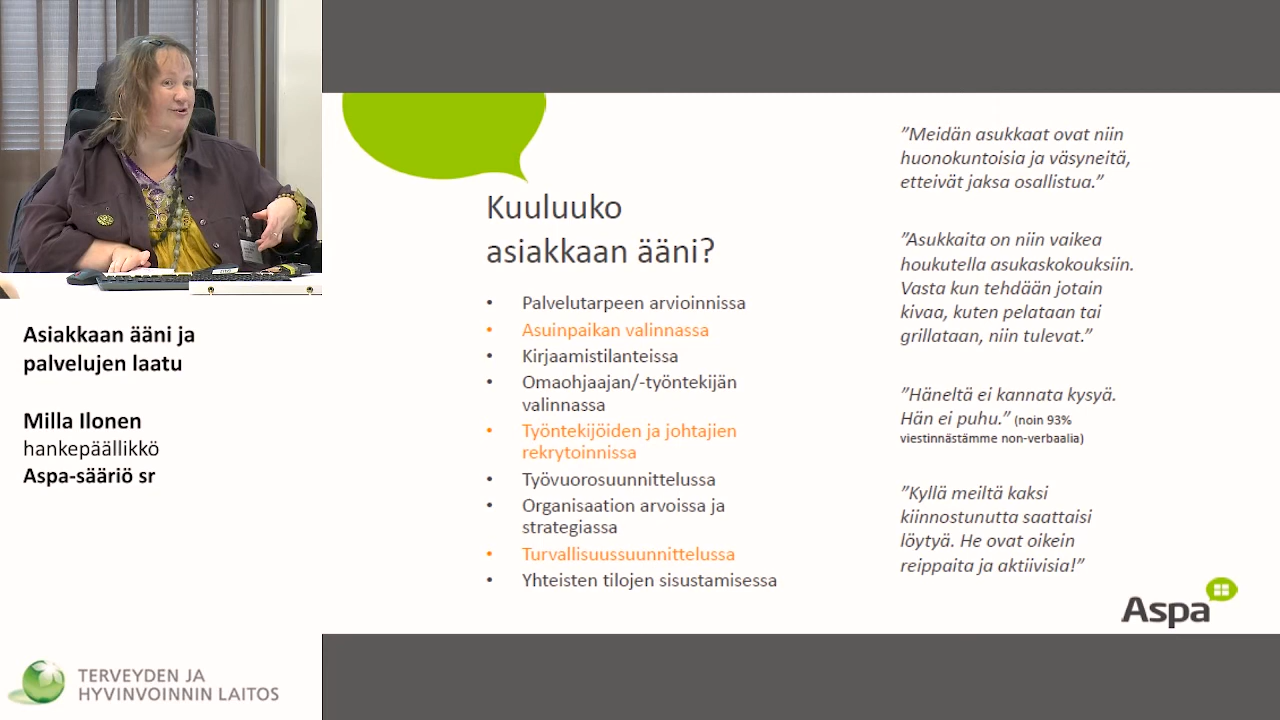 Asiakkaan ääni ja
palvelujen laatu
Milla Ilonen
hankepäällikkö
Aspa-sääriö sr
TERVEYDEN JA
HYVINVOINNIN LAITOS
Kuuluuko
asiakkaan ääni?
• Palvelutarpeen arvioinnissa
• Asuinpaikan valinnassa
• Kirjaamistilanteissa
• Omaohjaajan/-työntekijän
valinnassa
• Työntekijöiden ja johtajien
rekrytoinnissa
• Työvuorosuunnittelussa
• Organisaation arvoissa ja
strategiassa
• Turvallisuussuunnittelussa
• Yhteisten tilojen sisustamisessa
”Meidän asukkaat ovat niin
huonokuntoisia ja väsyneitä,
etteivät jaksa osallistua.”
”Asukkaita on niin vaikea
houkutella asukaskokouksiin.
Vasta kun tehdään jotain
kivaa, kuten pelataan tai
grillataan, niin tulevat.”
”Häneltä ei kannata kysyä.
Hän ei puhu.” (noin 93%
viestinnästämme non-verbaalia)
”Kyllä meiltä kaksi
kiinnostunutta saattaisi
löytyä. He ovat oikein
reippaita ja aktiivisia!”
Aspa